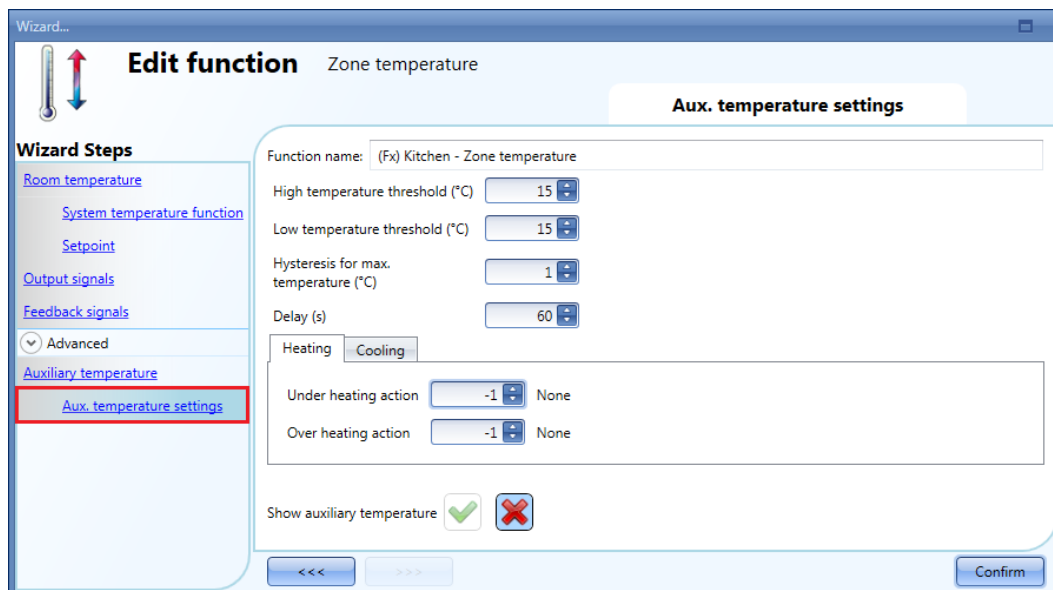 Wizard...
Edit function Zone temperature
Aux. temperature settings
Wizard Steps
Room temperature
System temperature function
Setpoint
Output signals
Feedback signals
Advanced
Auxiliary temperature
Aux. temperature settings
Function name: (Fx) Kitchen - Zone temperature
High temperature threshold (°C) 15
Low temperature threshold (°C) 15
Hysteresis for max.
temperature (°C) 1
Delay (s) 60
Heating Cooling
Under heating action -1 None
Over heating action -1 None
Show auxiliary temperature
<<< >>> Confirm